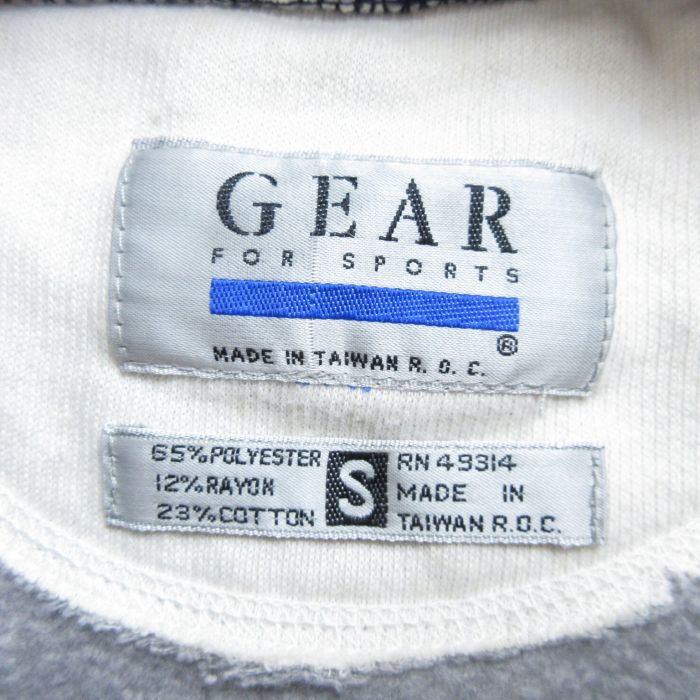 GEAR
FOR SPORTS
®
MADE IN TAIWAN R.O.C.
65%POLYESTER
12%RAYON
23%COTTON
S
RN 49314
MADE IN
TAIWAN R.O.C.